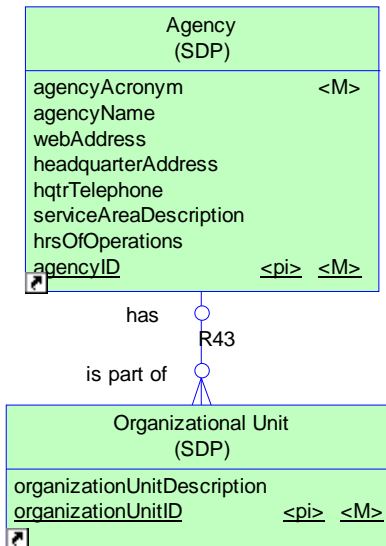 Agency
(SDP)
agencyAcronym <M>
agencyName
webAddress
headquarterAddress
hqtrTelephone
serviceAreaDescription
hrsOfOperations
agencyID <pi> <M>
has
R43
is part of
Organizational Unit
(SDP)
organizationUnitDescription
organizationUnitID <pi> <M>